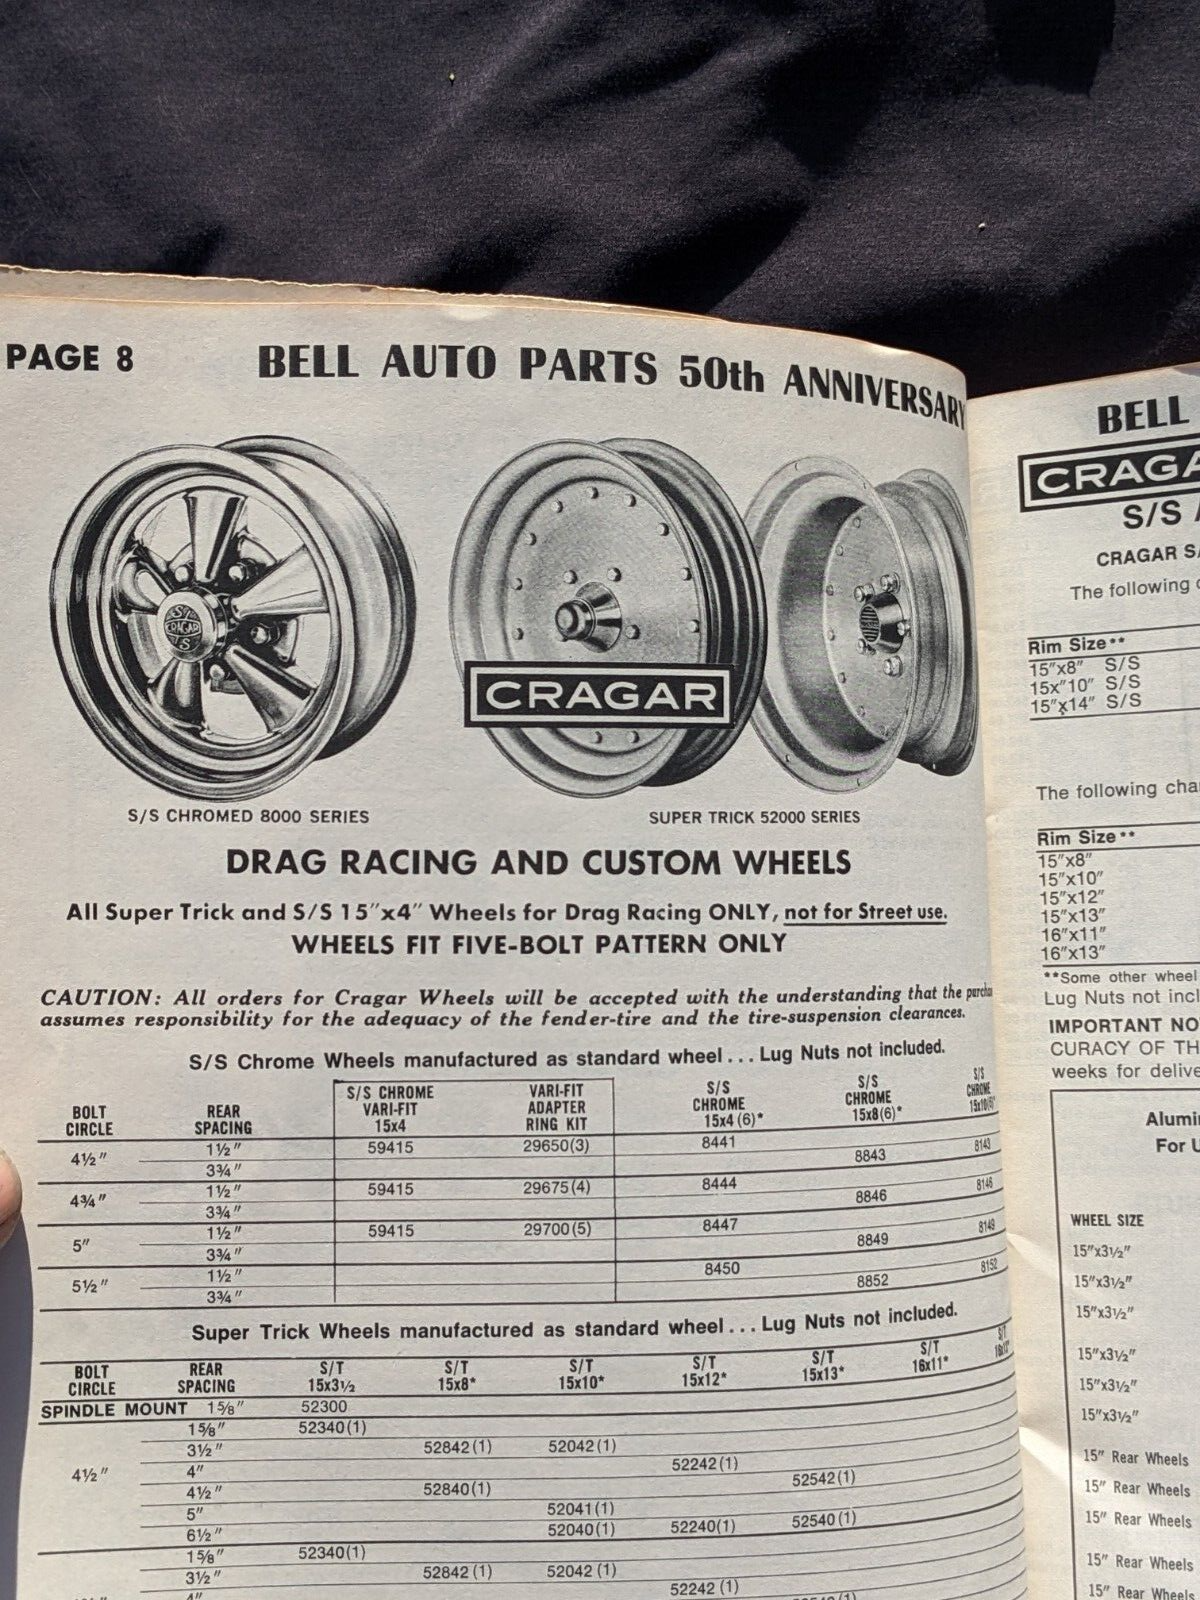 PAGE 8
BELL AUTO PARTS 50th ANNIVERSARY
S/S
CRAGAR
S
CRAGAR
S/S CHROMED 8000 SERIES
SUPER TRICK 52000 SERIES
DRAG RACING AND CUSTOM WHEELS
All Super Trick and S/S 15"x4" Wheels for Drag Racing ONLY, not for Street use.
WHEELS FIT FIVE-BOLT PATTERN ONLY
CAUTION: All orders for Cragar Wheels will be accepted with the understanding that the
assumes responsibility for the adequacy of the fender-tire and the tire-suspension clearances.
S/S Chrome Wheels manufactured as standard wheel... Lug Nuts not included.
BOLT CIRCLE REAR SPACING S/S CHROME VARI-FIT 15x4 VARI-FIT ADAPTER RING KIT S/S CHROME 15x4 (6)* S/S CHROME 15x8(6)* S/S CHROME 15x10(6)*
4½" 1½" 59415 29650(3) 8441 8143
3¾" 8843
4¾" 1½" 59415 29675(4) 8444 8146
3¾" 8846
5" 1½" 59415 29700(5) 8447 8149
3¾" 8849
5½" 1½" 8450 8152
3¾" 8852
Super Trick Wheels manufactured as standard wheel... Lug Nuts not included.
BOLT CIRCLE REAR SPACING S/T 15x3½ S/T 15x8* S/T 15x10* S/T 15x12* S/T 15x13* S/T 16x11* S/T
SPINDLE MOUNT 1⅝" 52300
1⅝" 52340(1)
3½" 52842(1) 52042(1)
4½" 4" 52242(1)
4½" 52840(1) 52542(1)
5" 52041(1)
6½" 52040(1) 52240(1) 52540(1)
1⅝" 52340(1)
3½" 52842(1) 52042(1)
4" 52242(1)
BELL
S/S
CRAGAR
The following
Rim Size**
15"x8" S/S
15x"10" S/S
15"x14" S/S
The following
Rim Size**
15"x8"
15"x10"
15"x12"
15"x13"
16"x11"
16"x13"
**Some other wheel
Lug Nuts not
IMPORTANT
OF
weeks for
For
WHEEL SIZE
15"x3½"
15"x3½"
15"x3½"
15"x3½"
15"x3½"
15"x3½"
15" Rear Wheels
15" Rear Wheels
15" Rear Wheels
15" Rear Wheels
15" Rear Wheels